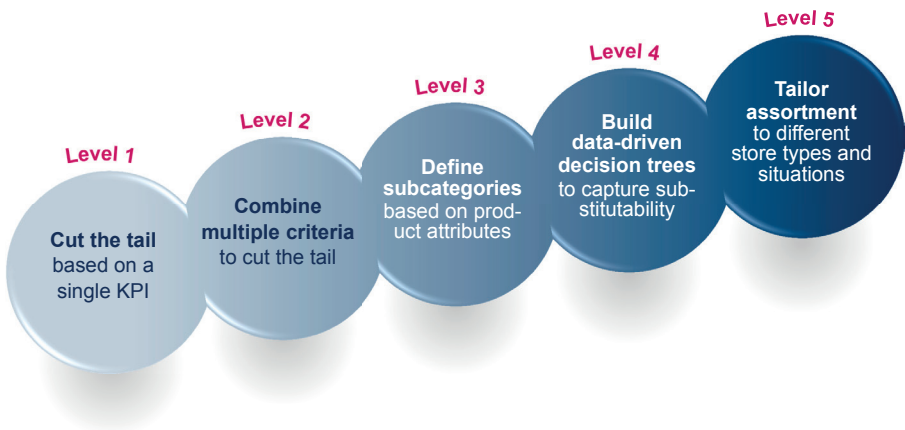 Level 1
Cut the tail
based on a
single KPI
Level 2
Combine
multiple criteria
to cut the tail
Level 3
Define
subcategories
based on prod-
uct attributes
Level 4
Build
data-driven
decision trees
to capture sub-
stitutability
Level 5
Tailor
assortment
to different
store types and
situations